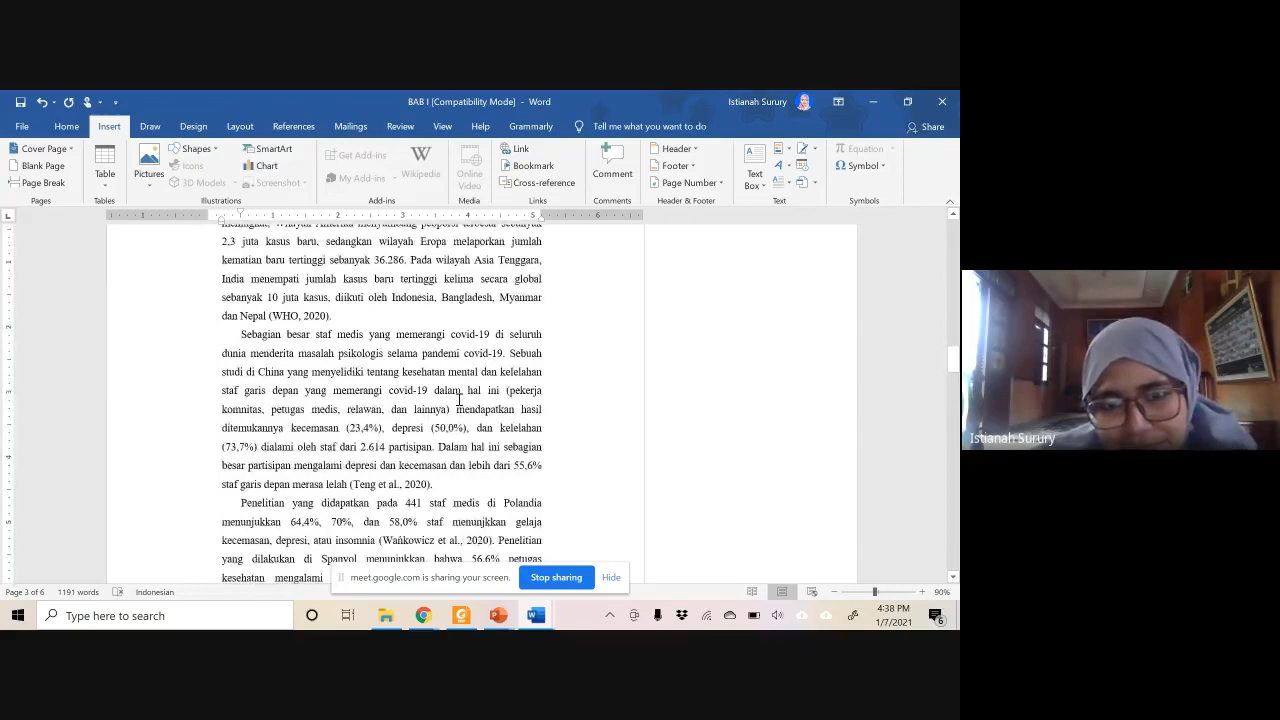 BAB I [Compatibility Mode] - Word
Istianah Surury
File Home Insert Draw Design Layout References Mailings Review View Help Grammarly Tell me what you want to do Share
Cover Page
Blank Page
Page Break
Pages
Table
Tables
Pictures
Shapes
Icons
3D Models
SmartArt
Chart
Screenshot
Illustrations
Get Add-ins
My Add-ins
Wikipedia
Add-ins
Online Video
Media
Link
Bookmark
Cross-reference
Links
Comment
Comments
Header
Footer
Page Number
Header & Footer
Text Box
Text
Equation
Symbol
Symbols
1 1 2 3 4 5 6
2,3 juta kasus baru, sedangkan wilayah Eropa melaporkan jumlah
kematian baru tertinggi sebanyak 36.286. Pada wilayah Asia Tenggara,
India menempati jumlah kasus baru tertinggi kelima secara global
sebanyak 10 juta kasus, diikuti oleh Indonesia, Bangladesh, Myanmar
dan Nepal (WHO, 2020).
Sebagian besar staf medis yang memerangi covid-19 di seluruh
dunia menderita masalah psikologis selama pandemi covid-19. Sebuah
studi di China yang menyelidiki tentang kesehatan mental dan kelelahan
staf garis depan yang memerangi covid-19 dalam hal ini (pekerja
komnitas, petugas medis, relawan, dan lainnya) mendapatkan hasil
ditemukannya kecemasan (23,4%), depresi (50,0%), dan kelelahan
(73,7%) dialami oleh staf dari 2.614 partisipan. Dalam hal ini sebagian
besar partisipan mengalami depresi dan kecemasan dan lebih dari 55.6%
staf garis depan merasa lelah (Teng et al., 2020).
Penelitian yang didapatkan pada 441 staf medis di Polandia
menunjukkan 64,4%, 70%, dan 58,0% staf menunjkkan gelaja
kecemasan, depresi, atau insomnia (Wańkowicz et al., 2020). Penelitian
yang dilakukan di Spanyol menunjukkan bahwa 56,6% petugas
kesehatan mengalami
meet.google.com is sharing your screen. Stop sharing Hide
Page 3 of 6 1191 words Indonesian 90%
Type here to search
4:38 PM
1/7/2021
6
Istianah Surury